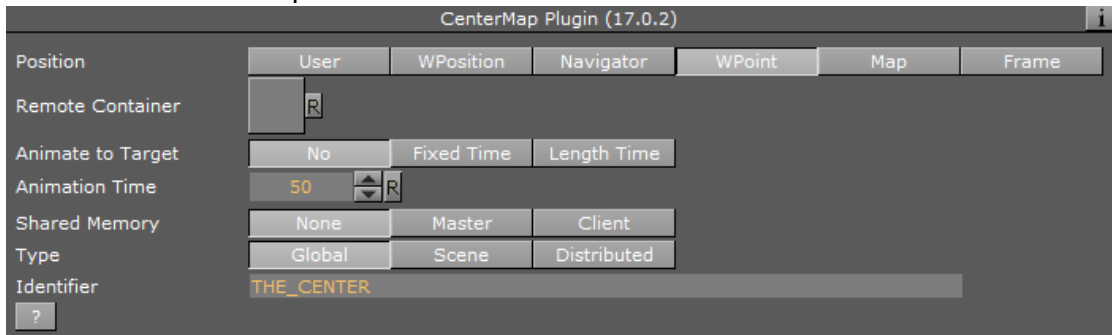 CenterMap Plugin (17.0.2) i
Position User WPosition Navigator WPoint Map Frame
Remote Container R
Animate to Target No Fixed Time Length Time
Animation Time 50 R
Shared Memory None Master Client
Type Global Scene Distributed
Identifier THE_CENTER
?